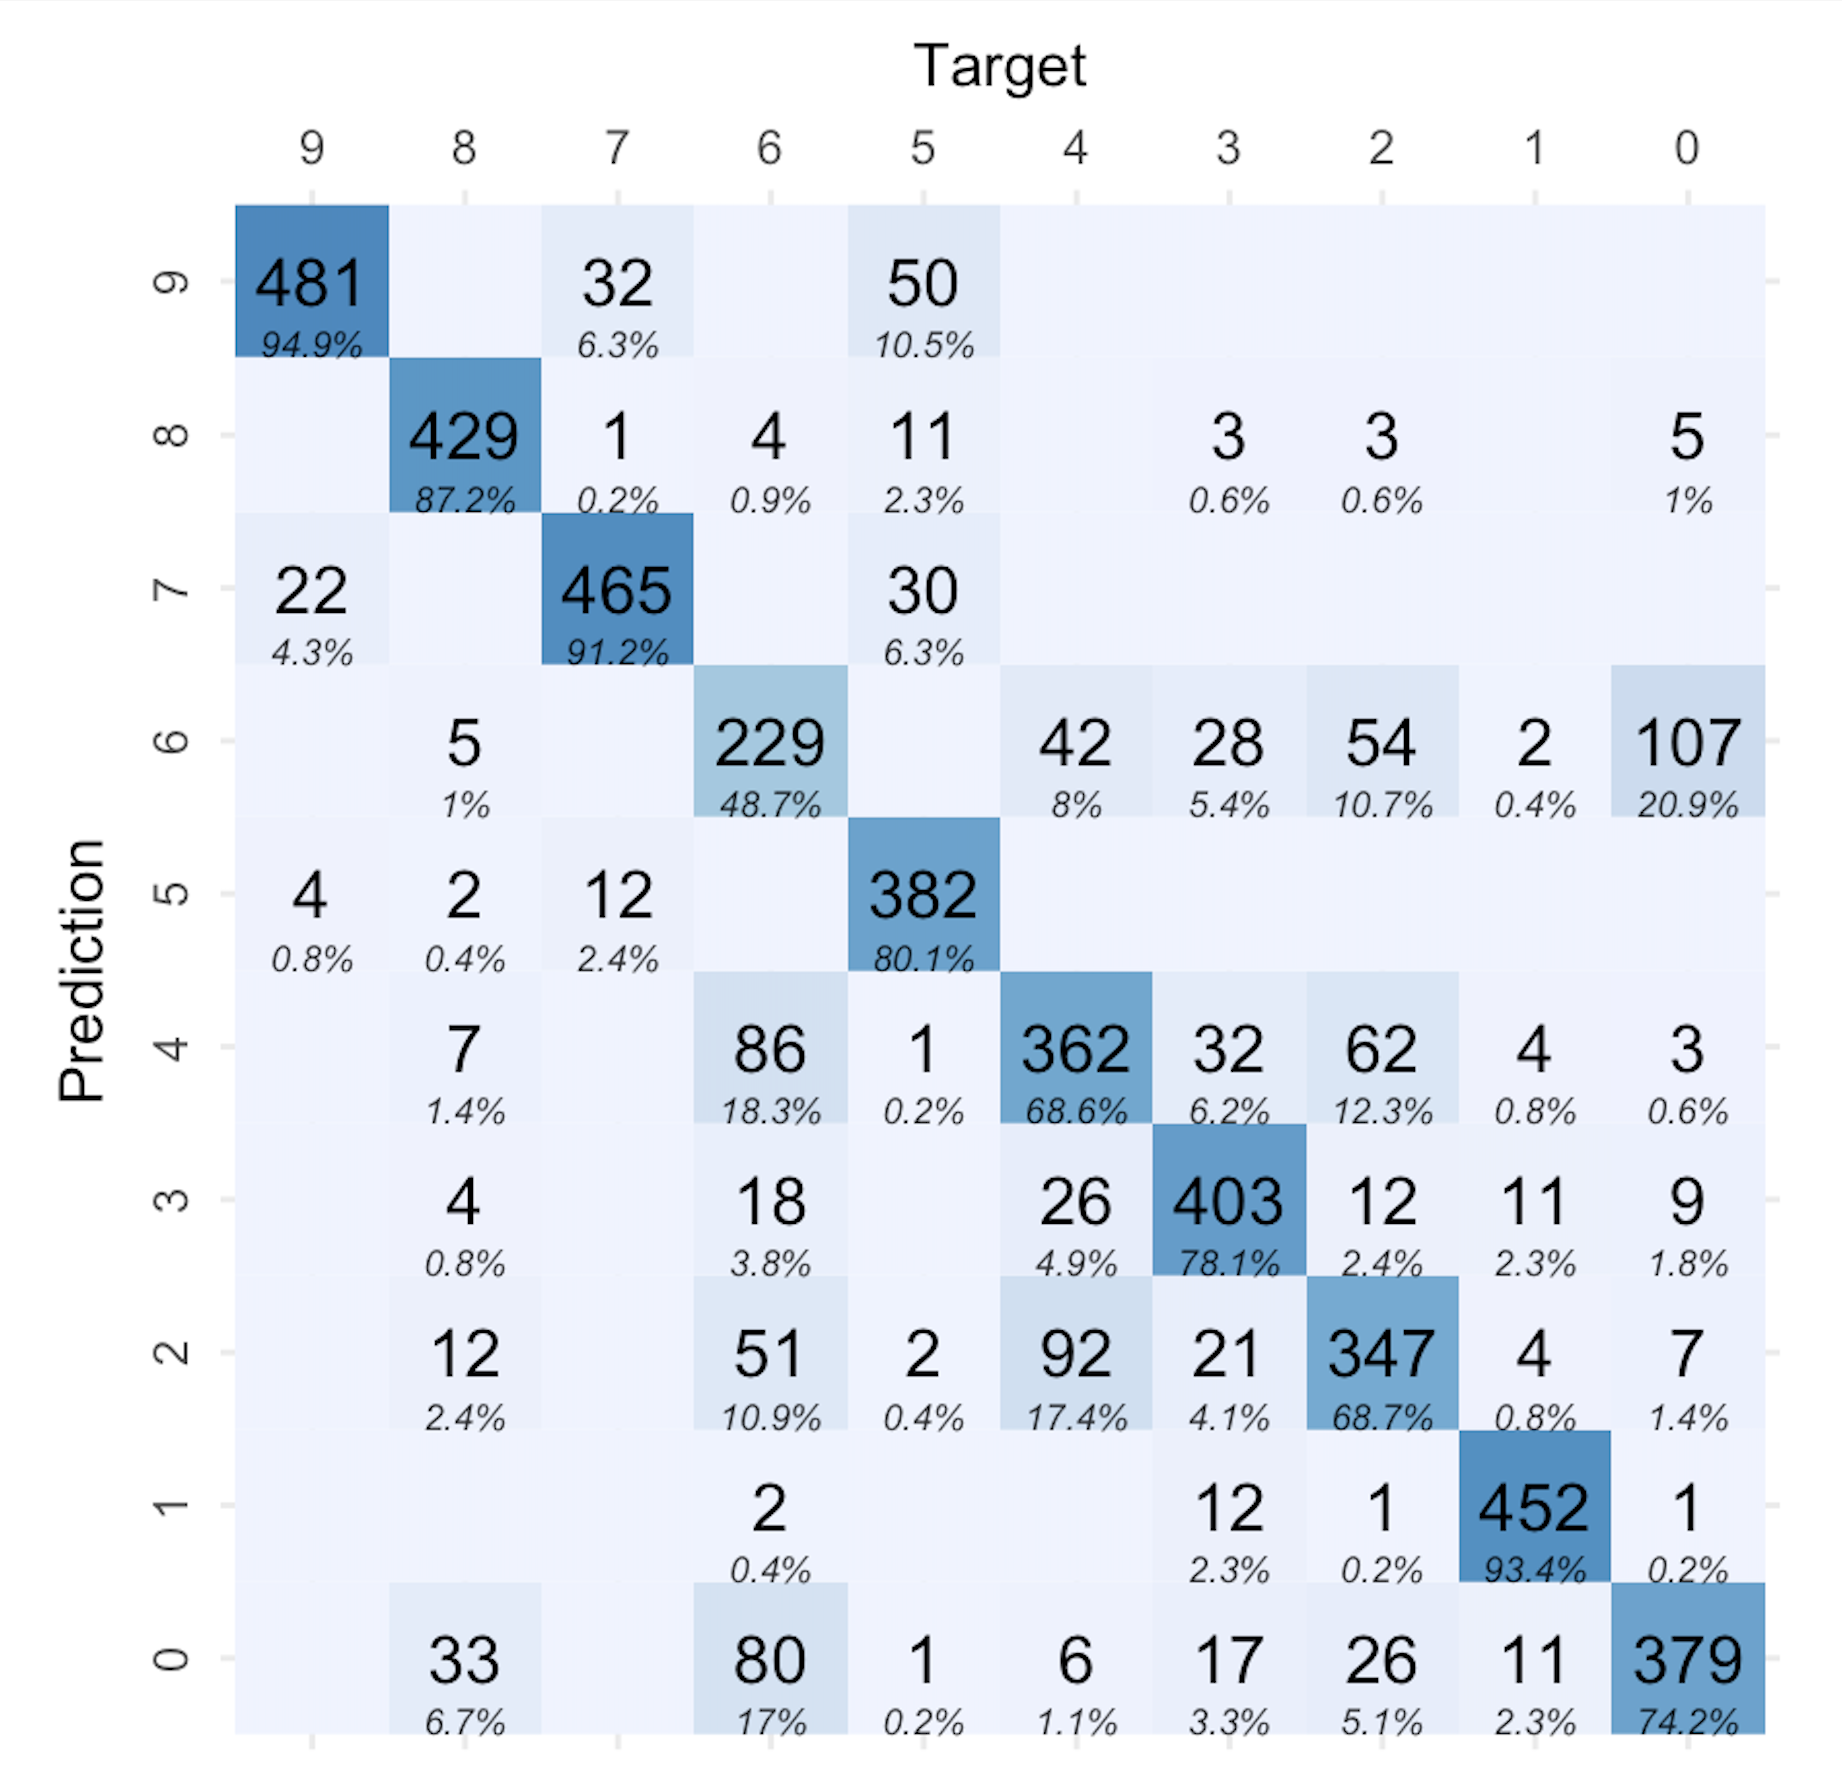 Target
9 8 7 6 5 4 3 2 1 0
9 481 32 50
94.9% 6.3% 10.5%
8 429 1 4 11 3 3 5
87.2% 0.2% 0.9% 2.3% 0.6% 0.6% 1%
7 22 465 30
4.3% 91.2% 6.3%
6 5 229 42 28 54 2 107
1% 48.7% 8% 5.4% 10.7% 0.4% 20.9%
Prediction
5 4 2 12 382
0.8% 0.4% 2.4% 80.1%
4 7 86 1 362 32 62 4 3
1.4% 18.3% 0.2% 68.6% 6.2% 12.3% 0.8% 0.6%
3 4 18 26 403 12 11 9
0.8% 3.8% 4.9% 78.1% 2.4% 2.3% 1.8%
2 12 51 2 92 21 347 4 7
2.4% 10.9% 0.4% 17.4% 4.1% 68.7% 0.8% 1.4%
1 2 12 1 452 1
0.4% 2.3% 0.2% 93.4% 0.2%
0 33 80 1 6 17 26 11 379
6.7% 17% 0.2% 1.1% 3.3% 5.1% 2.3% 74.2%